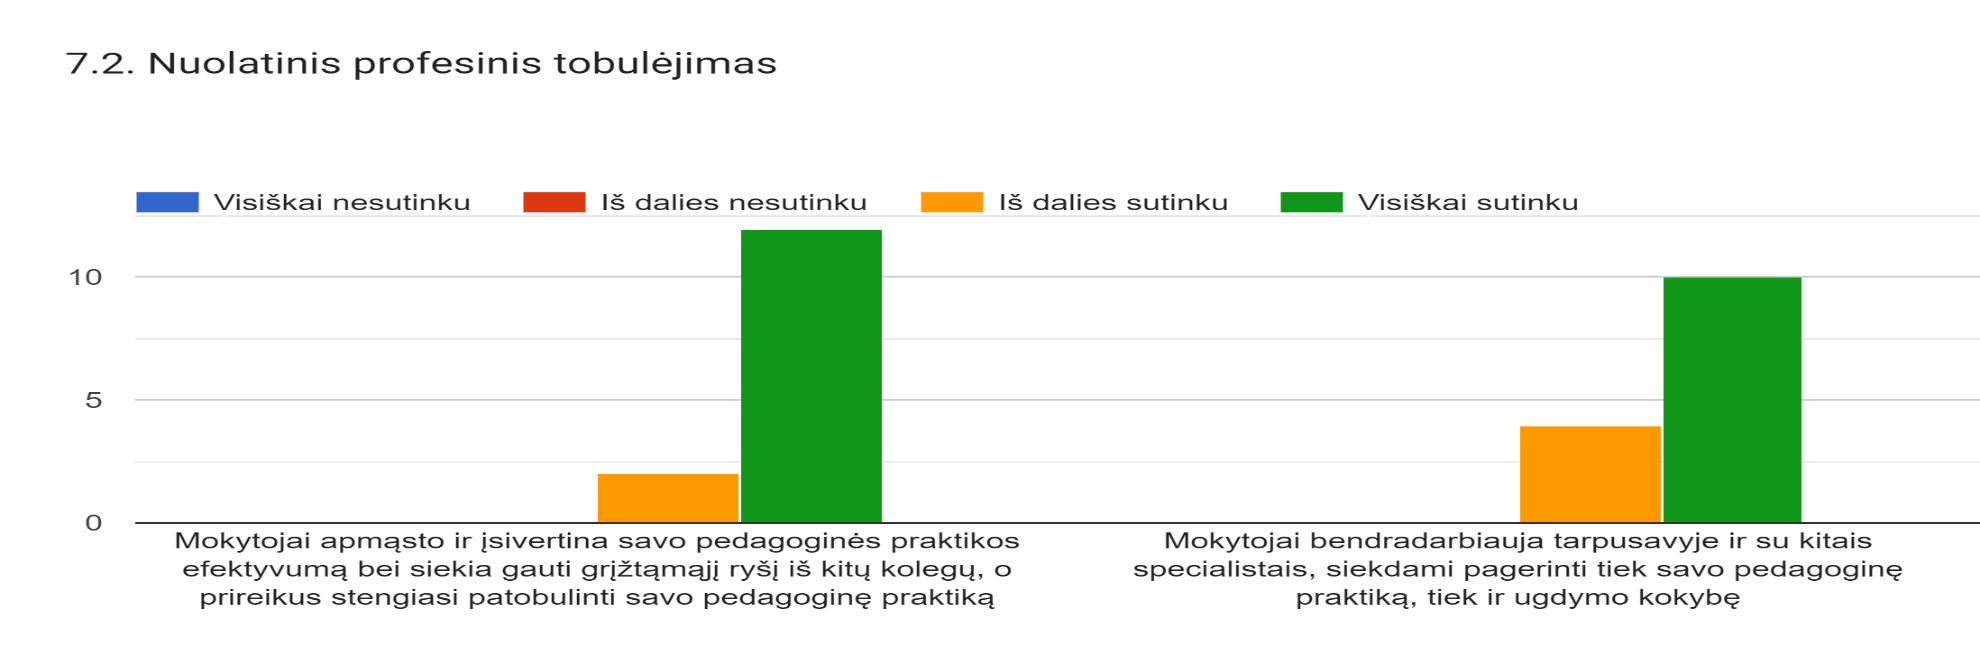 7.2. Nuolatinis profesinis tobulėjimas
Visiškai nesutinku Iš dalies nesutinku Iš dalies sutinku Visiškai sutinku
10
5
0
Mokytojai apmąsto ir įsivertina savo pedagoginės praktikos
efektyvumą bei siekia gauti grįžtąmąjį ryšį iš kitų kolegų, o
prireikus stengiasi patobulinti savo pedagoginę praktiką
Mokytojai bendradarbiauja tarpusavyje ir su kitais
specialistais, siekdami pagerinti tiek savo pedagoginę
praktiką, tiek ir ugdymo kokybę